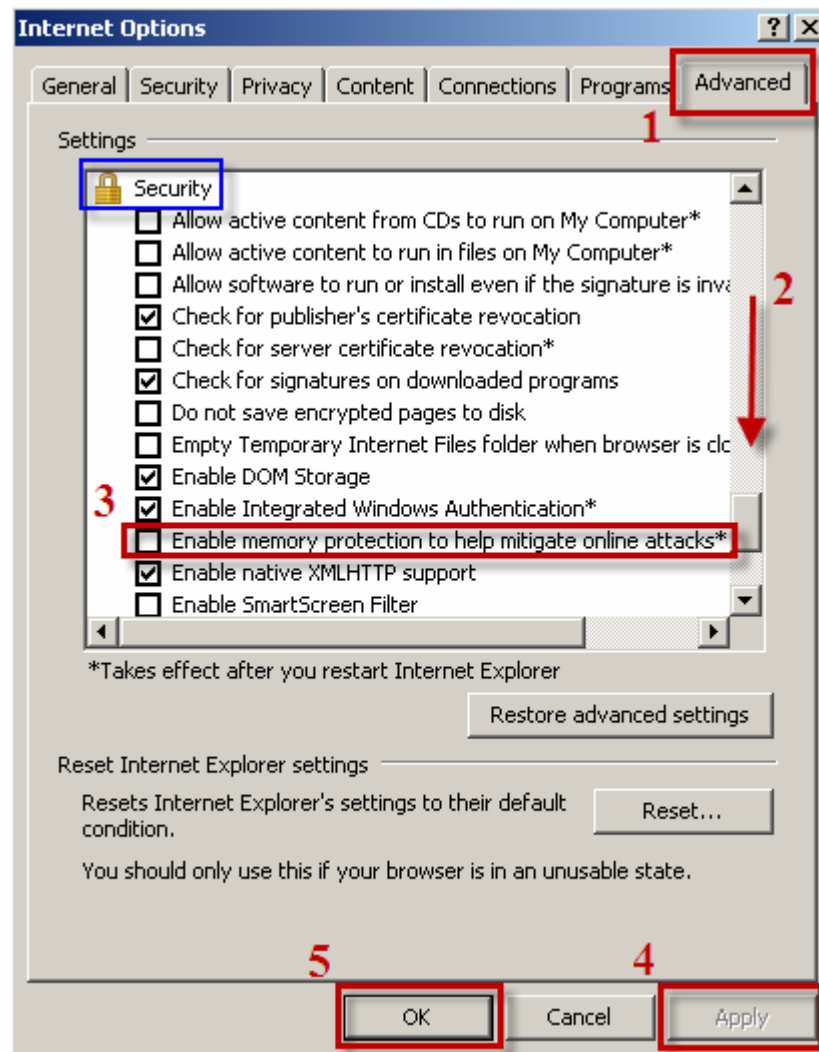 Internet Options
General Security Privacy Content Connections Programs Advanced
1
Settings
Security
Allow active content from CDs to run on My Computer*
Allow active content to run in files on My Computer*
Allow software to run or install even if the signature is inva
2
Check for publisher's certificate revocation
Check for server certificate revocation*
Check for signatures on downloaded programs
Do not save encrypted pages to disk
Empty Temporary Internet Files folder when browser is clo
Enable DOM Storage
3
Enable Integrated Windows Authentication*
Enable memory protection to help mitigate online attacks*
Enable native XMLHTTP support
Enable SmartScreen Filter
*Takes effect after you restart Internet Explorer
Restore advanced settings
Reset Internet Explorer settings
Resets Internet Explorer's settings to their default
condition.
Reset...
You should only use this if your browser is in an unusable state.
5 4
OK Cancel Apply